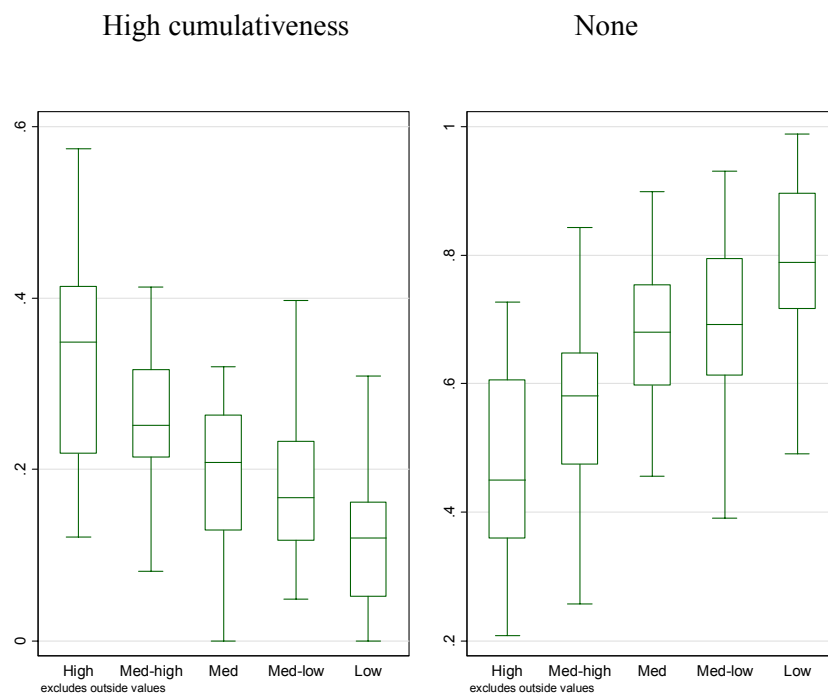 High cumulativeness None
.6
.4
.2
0
High Med-high Med Med-low Low
excludes outside values
1
.8
.6
.4
.2
High Med-high Med Med-low Low
excludes outside values